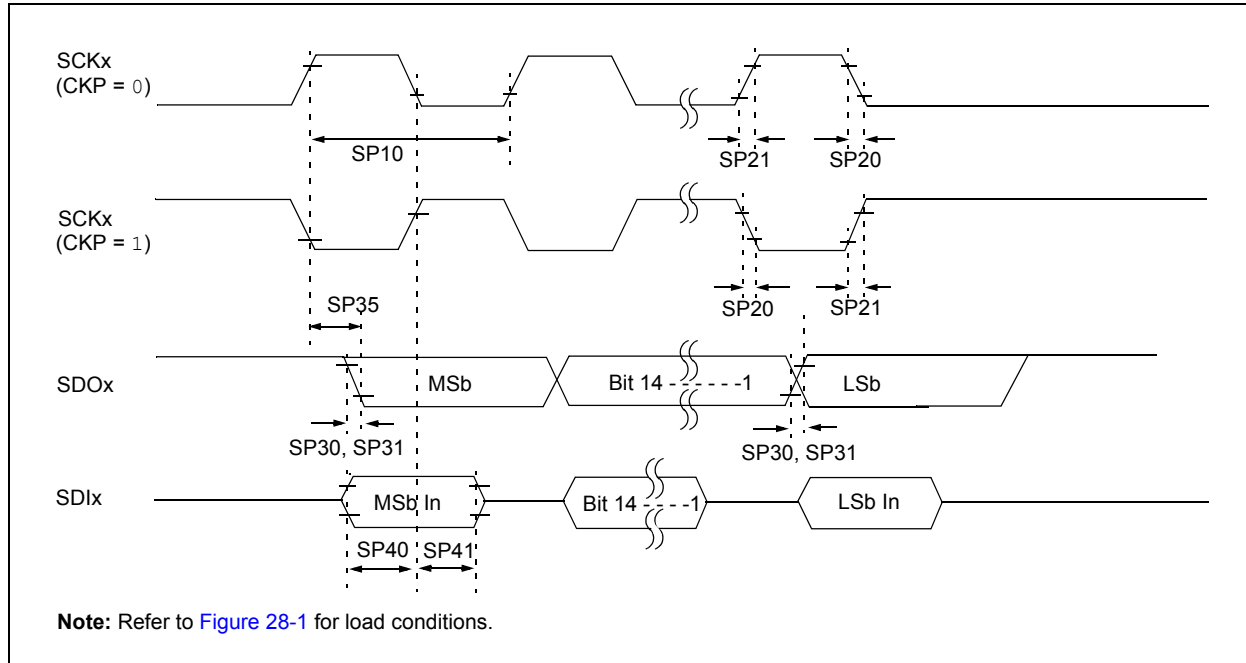 SCKx
(CKP = 0)
SP10
SP21
SP20
SCKx
(CKP = 1)
SP20
SP21
SP35
SDOx
MSb
Bit 14 - - - - - -1
LSb
SP30, SP31
SP30, SP31
SDIx
MSb In
Bit 14 - - - -1
LSb In
SP40
SP41
Note: Refer to Figure 28-1 for load conditions.